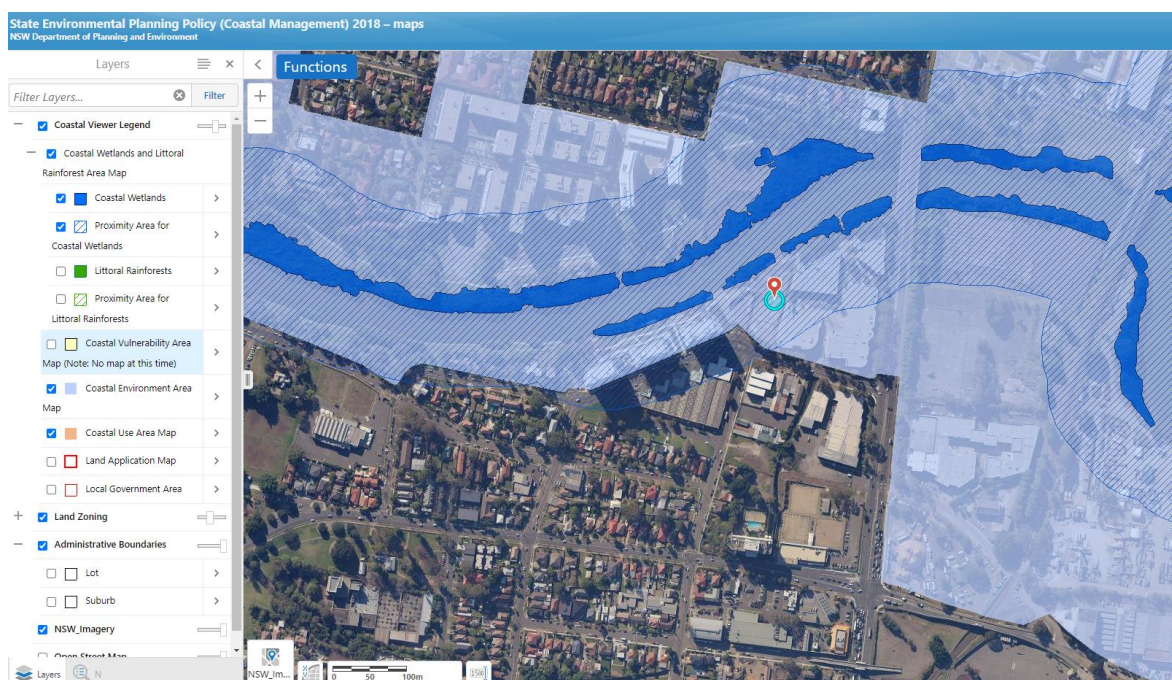 State Environmental Planning Policy (Coastal Management) 2018 – maps
NSW Department of Planning and Environment
Layers
Functions
Filter Layers...
Filter
Coastal Viewer Legend
Coastal Wetlands and Littoral
Rainforest Area Map
Coastal Wetlands
Proximity Area for
Coastal Wetlands
Littoral Rainforests
Proximity Area for
Littoral Rainforests
Coastal Vulnerability Area
Map (Note: No map at this time)
Coastal Environment Area
Map
Coastal Use Area Map
Land Application Map
Local Government Area
Land Zoning
Administrative Boundaries
Lot
Suburb
NSW_Imagery
Open Street Map
Layers
N
NSW_Im...
0 50 100m